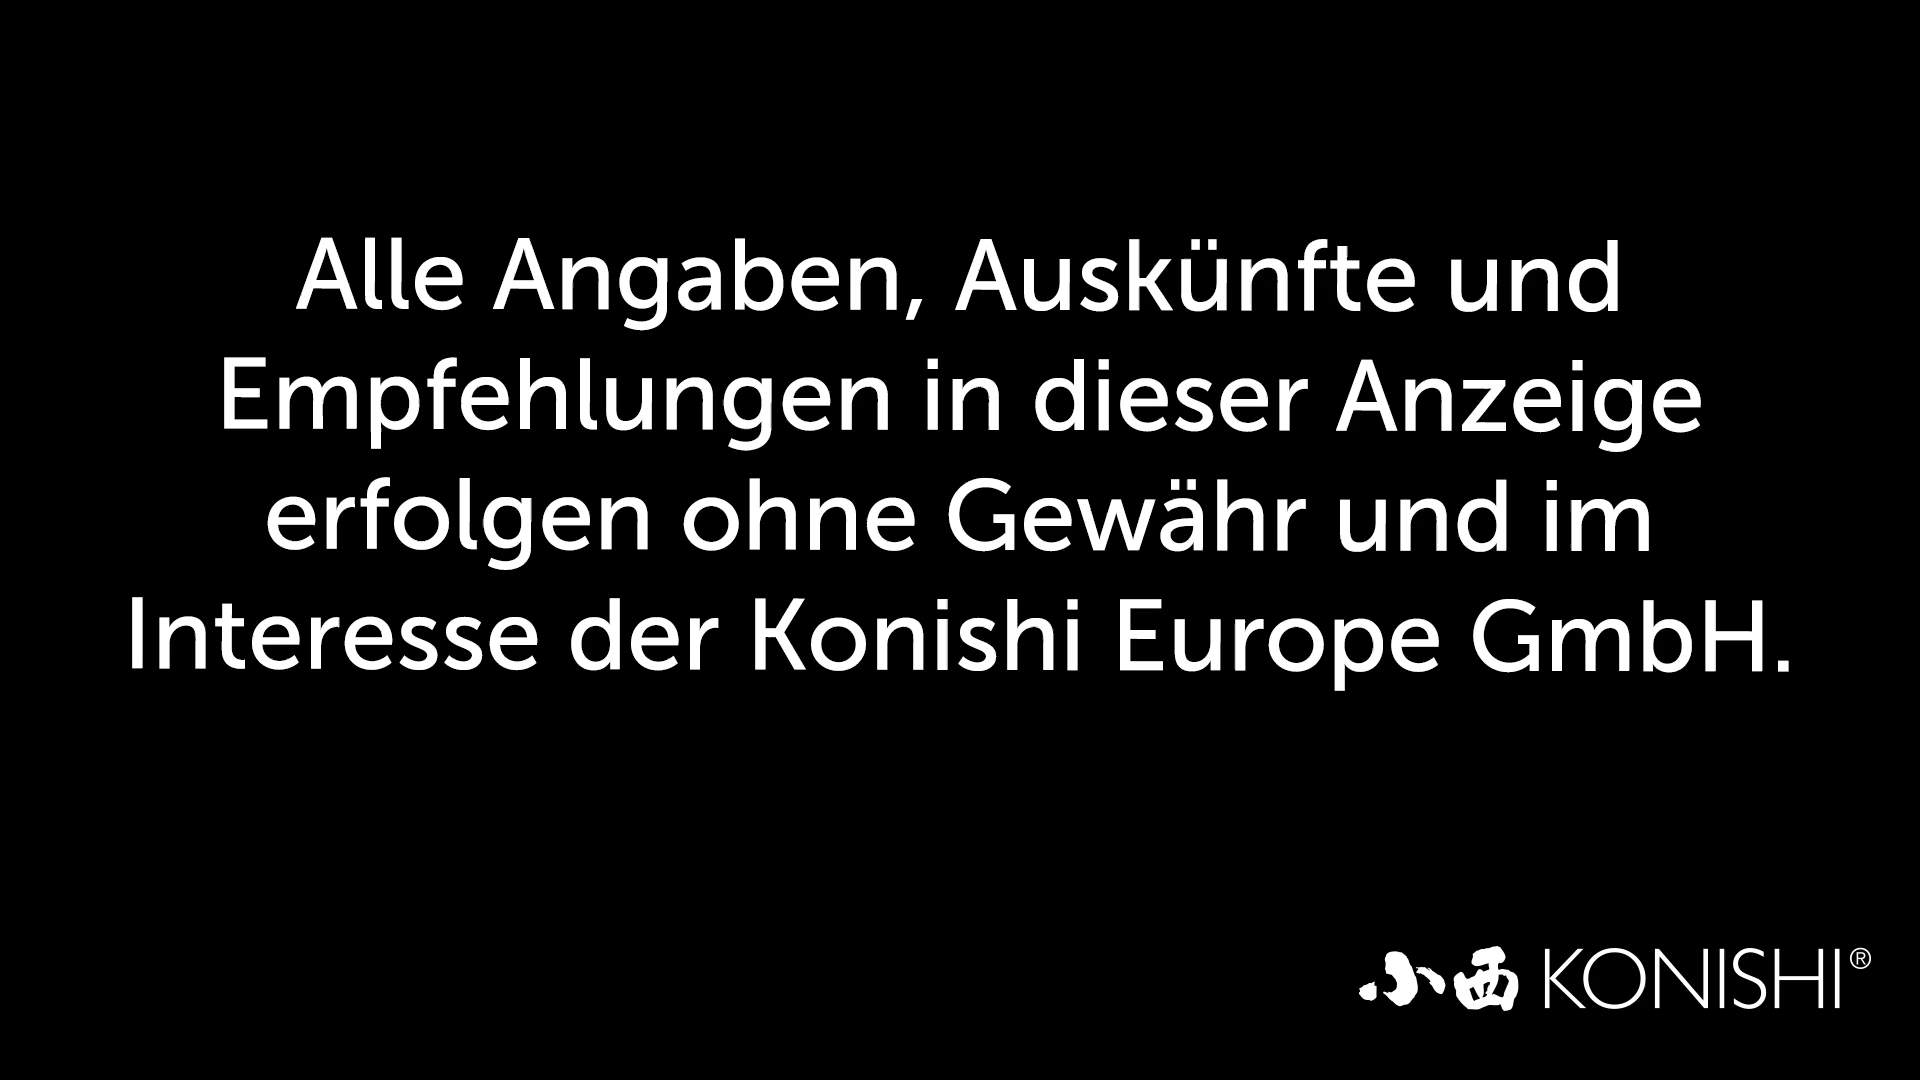 Alle Angaben, Auskünfte und
Empfehlungen in dieser Anzeige
erfolgen ohne Gewähr und im
Interesse der Konishi Europe GmbH.
小西 KONISHI®